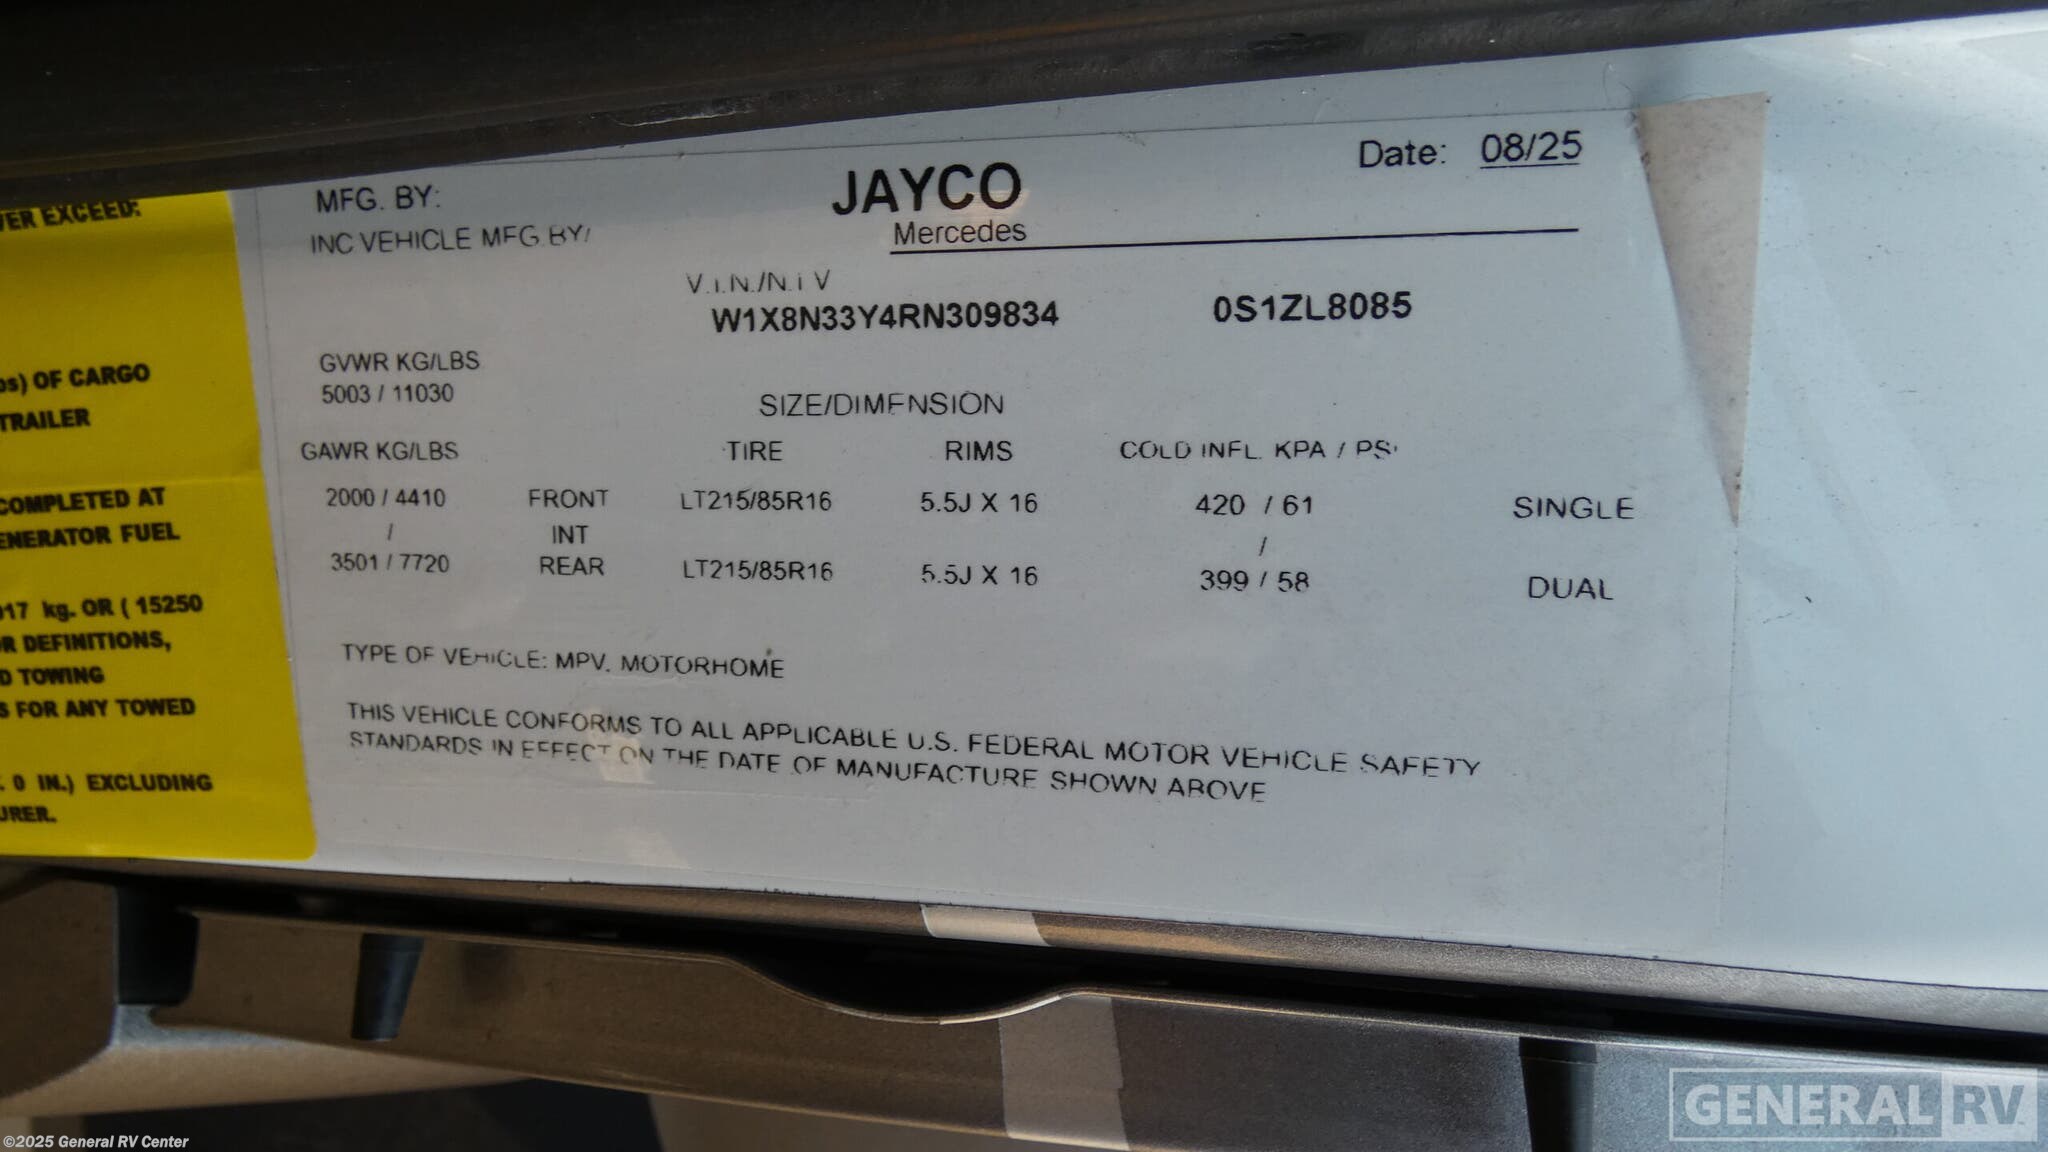 VER EXCEED:
OF CARGO
TRAILER
COMPLETED AT
ENERATOR FUEL
17 kg. OR ( 15250
R DEFINITIONS,
D TOWING
S FOR ANY TOWED
0 IN.) EXCLUDING
URER.
MFG. BY: JAYCO Date: 08/25
INC VEHICLE MFG BY/ Mercedes
V.I.N./N.I V
W1X8N33Y4RN309834 0S1ZL8085
GVWR KG/LBS
5003 / 11030
SIZE/DIMENSION
GAWR KG/LBS TIRE RIMS COLD INFL. KPA / PSI
2000 / 4410 FRONT LT215/85R16 5.5J X 16 420 / 61 SINGLE
/ INT /
3501 / 7720 REAR LT215/85R16 5.5J X 16 399 / 58 DUAL
TYPE OF VEHICLE: MPV, MOTORHOME
THIS VEHICLE CONFORMS TO ALL APPLICABLE U.S. FEDERAL MOTOR VEHICLE SAFETY
STANDARDS IN EFFECT ON THE DATE OF MANUFACTURE SHOWN ABOVE
GENERAL RV
©2025 General RV Center